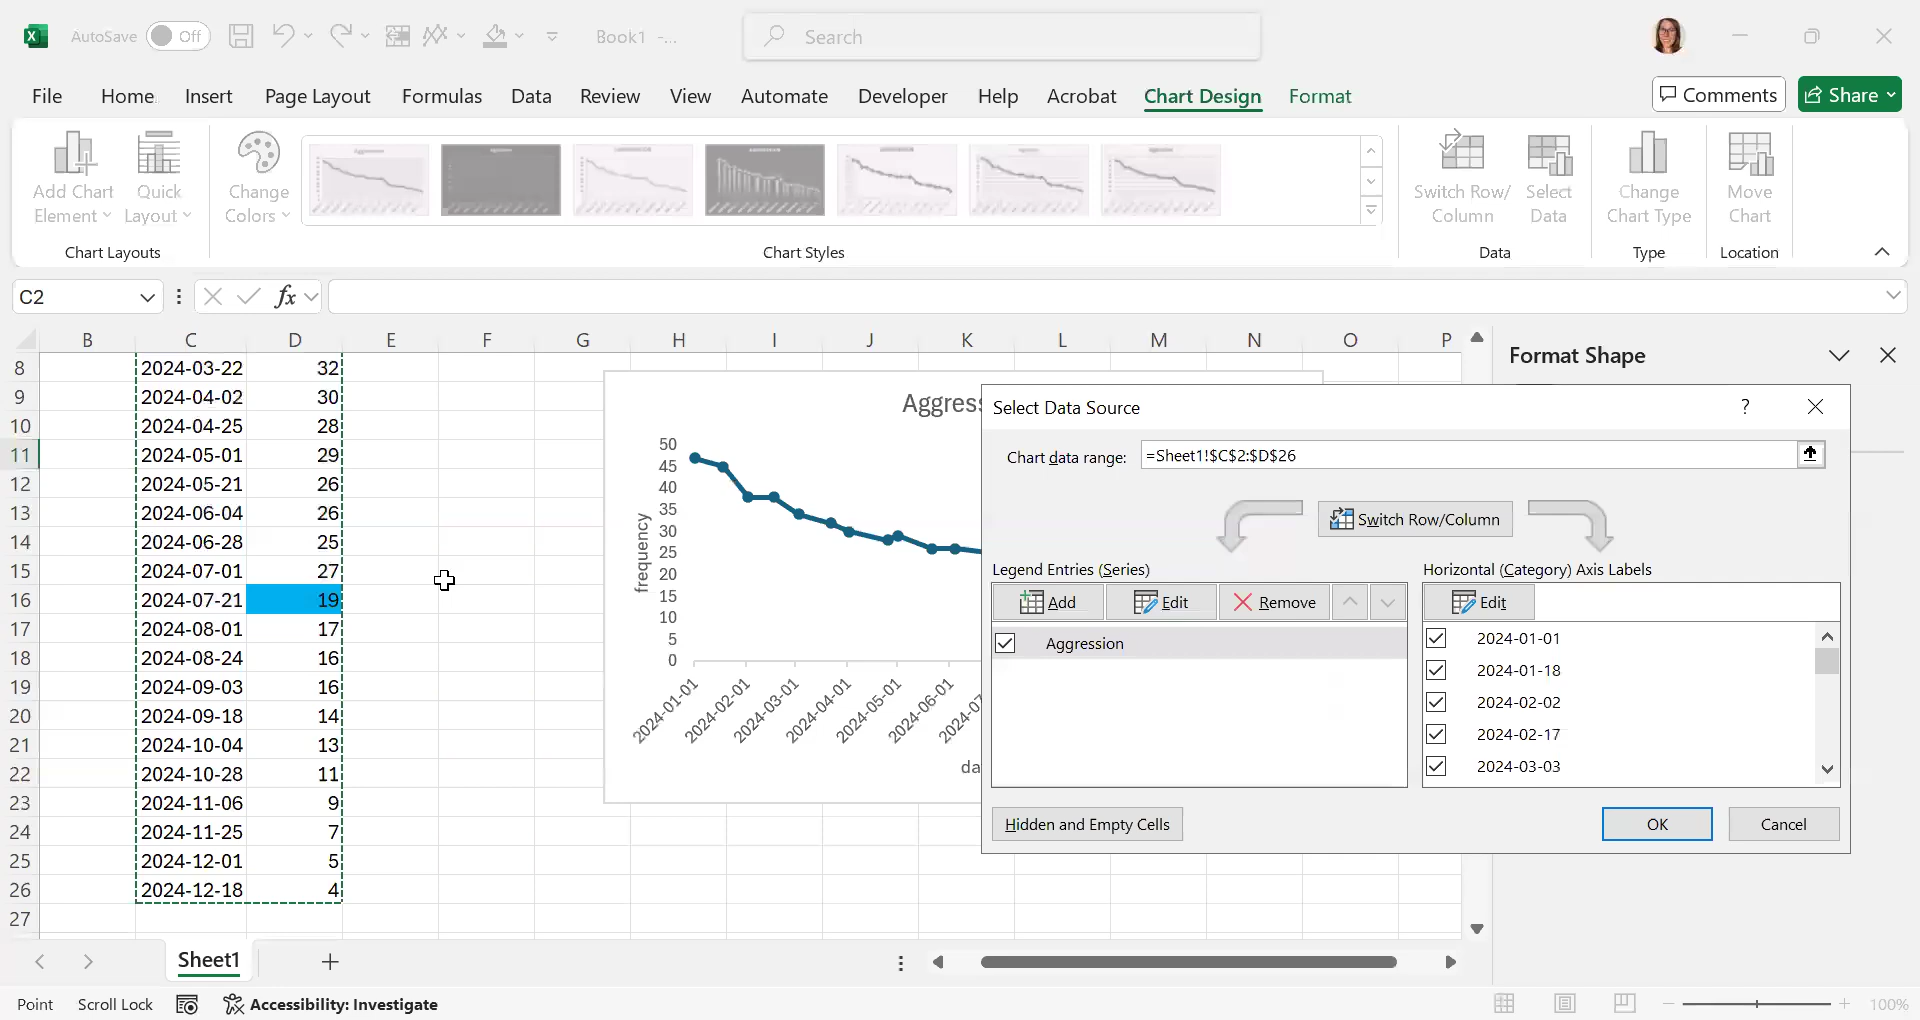 AutoSave Off Book1 -... Search
File Home Insert Page Layout Formulas Data Review View Automate Developer Help Acrobat Chart Design Format Comments Share
Add Chart Element
Quick Layout
Chart Layouts
Change Colors
Chart Styles
Switch Row/ Column
Select Data
Data
Change Chart Type
Type
Move Chart
Location
C2 fx
B C D E F G H I J K L M N O P
8 2024-03-22 32
9 2024-04-02 30
10 2024-04-25 28
11 2024-05-01 29
12 2024-05-21 26
13 2024-06-04 26
14 2024-06-28 25
15 2024-07-01 27
16 2024-07-21 19
17 2024-08-01 17
18 2024-08-24 16
19 2024-09-03 16
20 2024-09-18 14
21 2024-10-04 13
22 2024-10-28 11
23 2024-11-06 9
24 2024-11-25 7
25 2024-12-01 5
26 2024-12-18 4
27
Aggress
frequency
50
45
40
35
30
25
20
15
10
5
0
2024-01-01 2024-02-01 2024-03-01 2024-04-01 2024-05-01 2024-06-01 2024-07
da
Format Shape
Select Data Source ?
Chart data range: =Sheet1!$C$2:$D$26
Switch Row/Column
Legend Entries (Series)
Add Edit Remove
Aggression
Horizontal (Category) Axis Labels
Edit
2024-01-01
2024-01-18
2024-02-02
2024-02-17
2024-03-03
Hidden and Empty Cells OK Cancel
Sheet1
Point Scroll Lock Accessibility: Investigate 100%